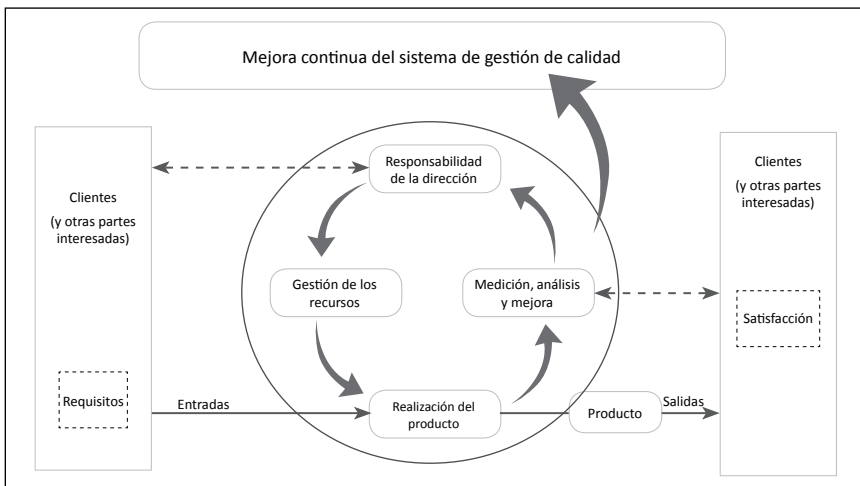 Mejora continua del sistema de gestión de calidad
Clientes
(y otras partes
interesadas)
Requisitos
Entradas
Responsabilidad
de la dirección
Gestión de los
recursos
Medición, análisis
y mejora
Realización del
producto
Producto
Salidas
Clientes
(y otras partes
interesadas)
Satisfacción